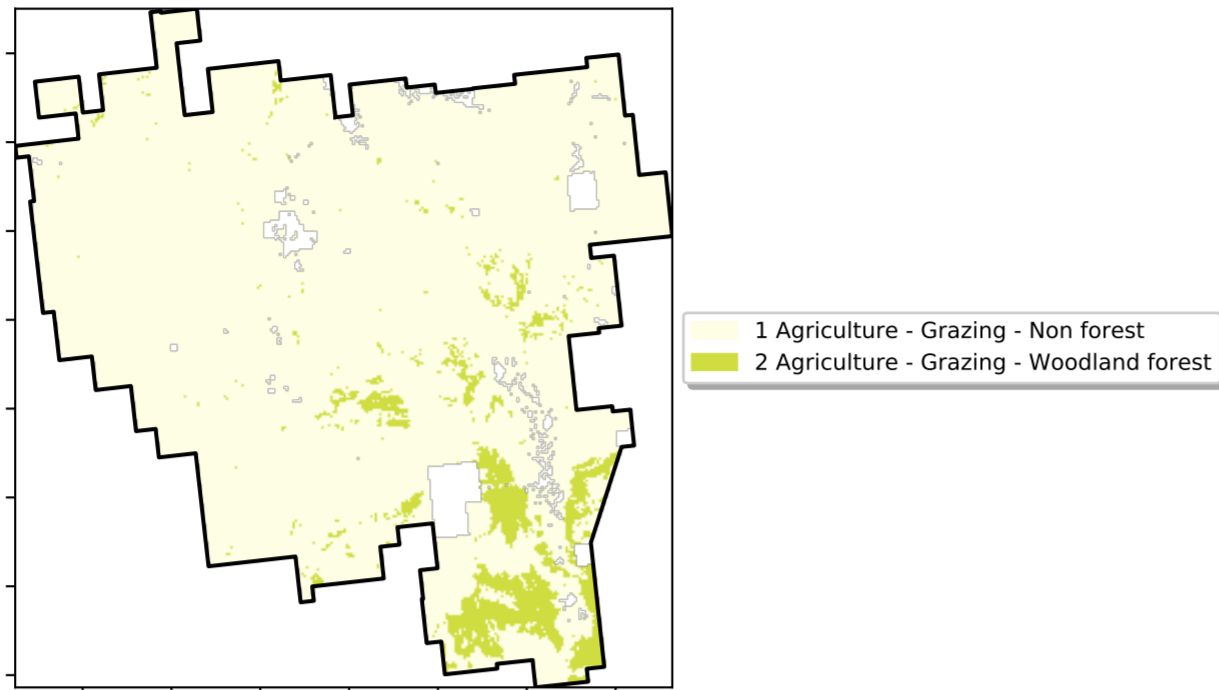 1 Agriculture - Grazing - Non forest
2 Agriculture - Grazing - Woodland forest